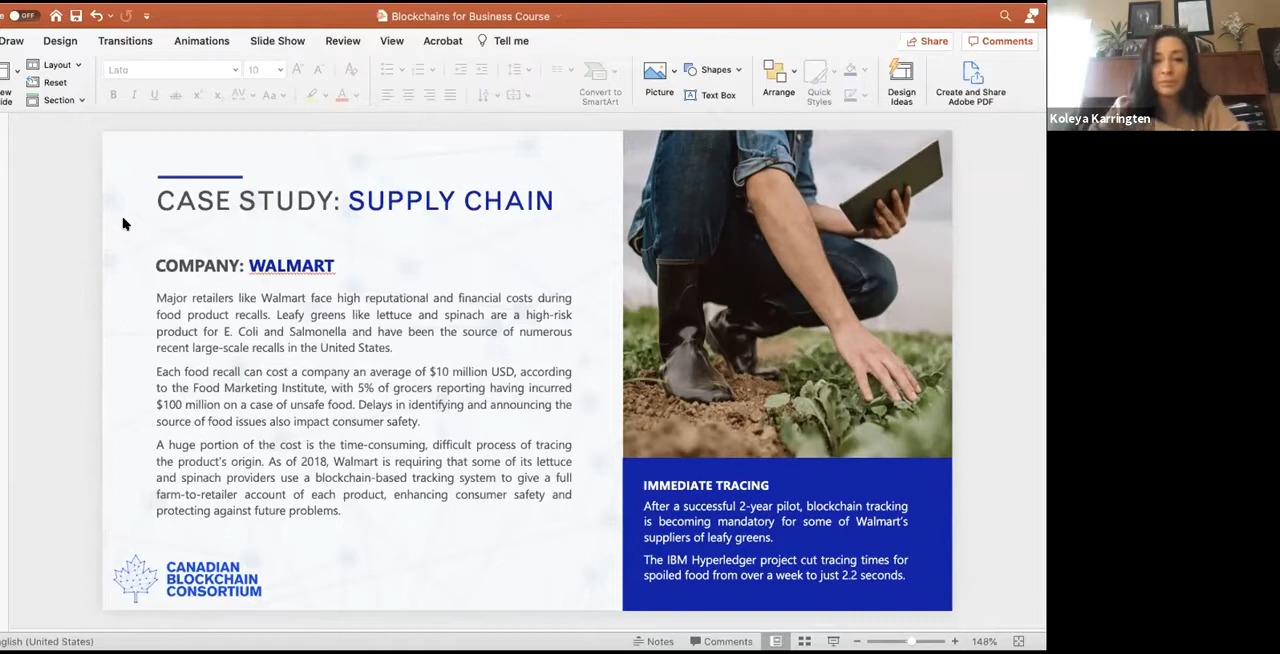 OFF
Blockchains for Business Course
Draw Design Transitions Animations Slide Show Review View Acrobat Tell me
Share Comments
Layout
Reset
Section
Lato 10
Convert to
SmartArt
Picture
Shapes
Text Box
Arrange
Quick
Styles
Design
Ideas
Create and Share
Adobe PDF
Koleya Karringten
CASE STUDY: SUPPLY CHAIN
COMPANY: WALMART
Major retailers like Walmart face high reputational and financial costs during
food product recalls. Leafy greens like lettuce and spinach are a high-risk
product for E. Coli and Salmonella and have been the source of numerous
recent large-scale recalls in the United States.
Each food recall can cost a company an average of $10 million USD, according
to the Food Marketing Institute, with 5% of grocers reporting having incurred
$100 million on a case of unsafe food. Delays in identifying and announcing the
source of food issues also impact consumer safety.
A huge portion of the cost is the time-consuming, difficult process of tracing
the product's origin. As of 2018, Walmart is requiring that some of its lettuce
and spinach providers use a blockchain-based tracking system to give a full
farm-to-retailer account of each product, enhancing consumer safety and
protecting against future problems.
CANADIAN
BLOCKCHAIN
CONSORTIUM
IMMEDIATE TRACING
After a successful 2-year pilot, blockchain tracking
is becoming mandatory for some of Walmart's
suppliers of leafy greens.
The IBM Hyperledger project cut tracing times for
spoiled food from over a week to just 2.2 seconds.
glish (United States)
Notes Comments 148%